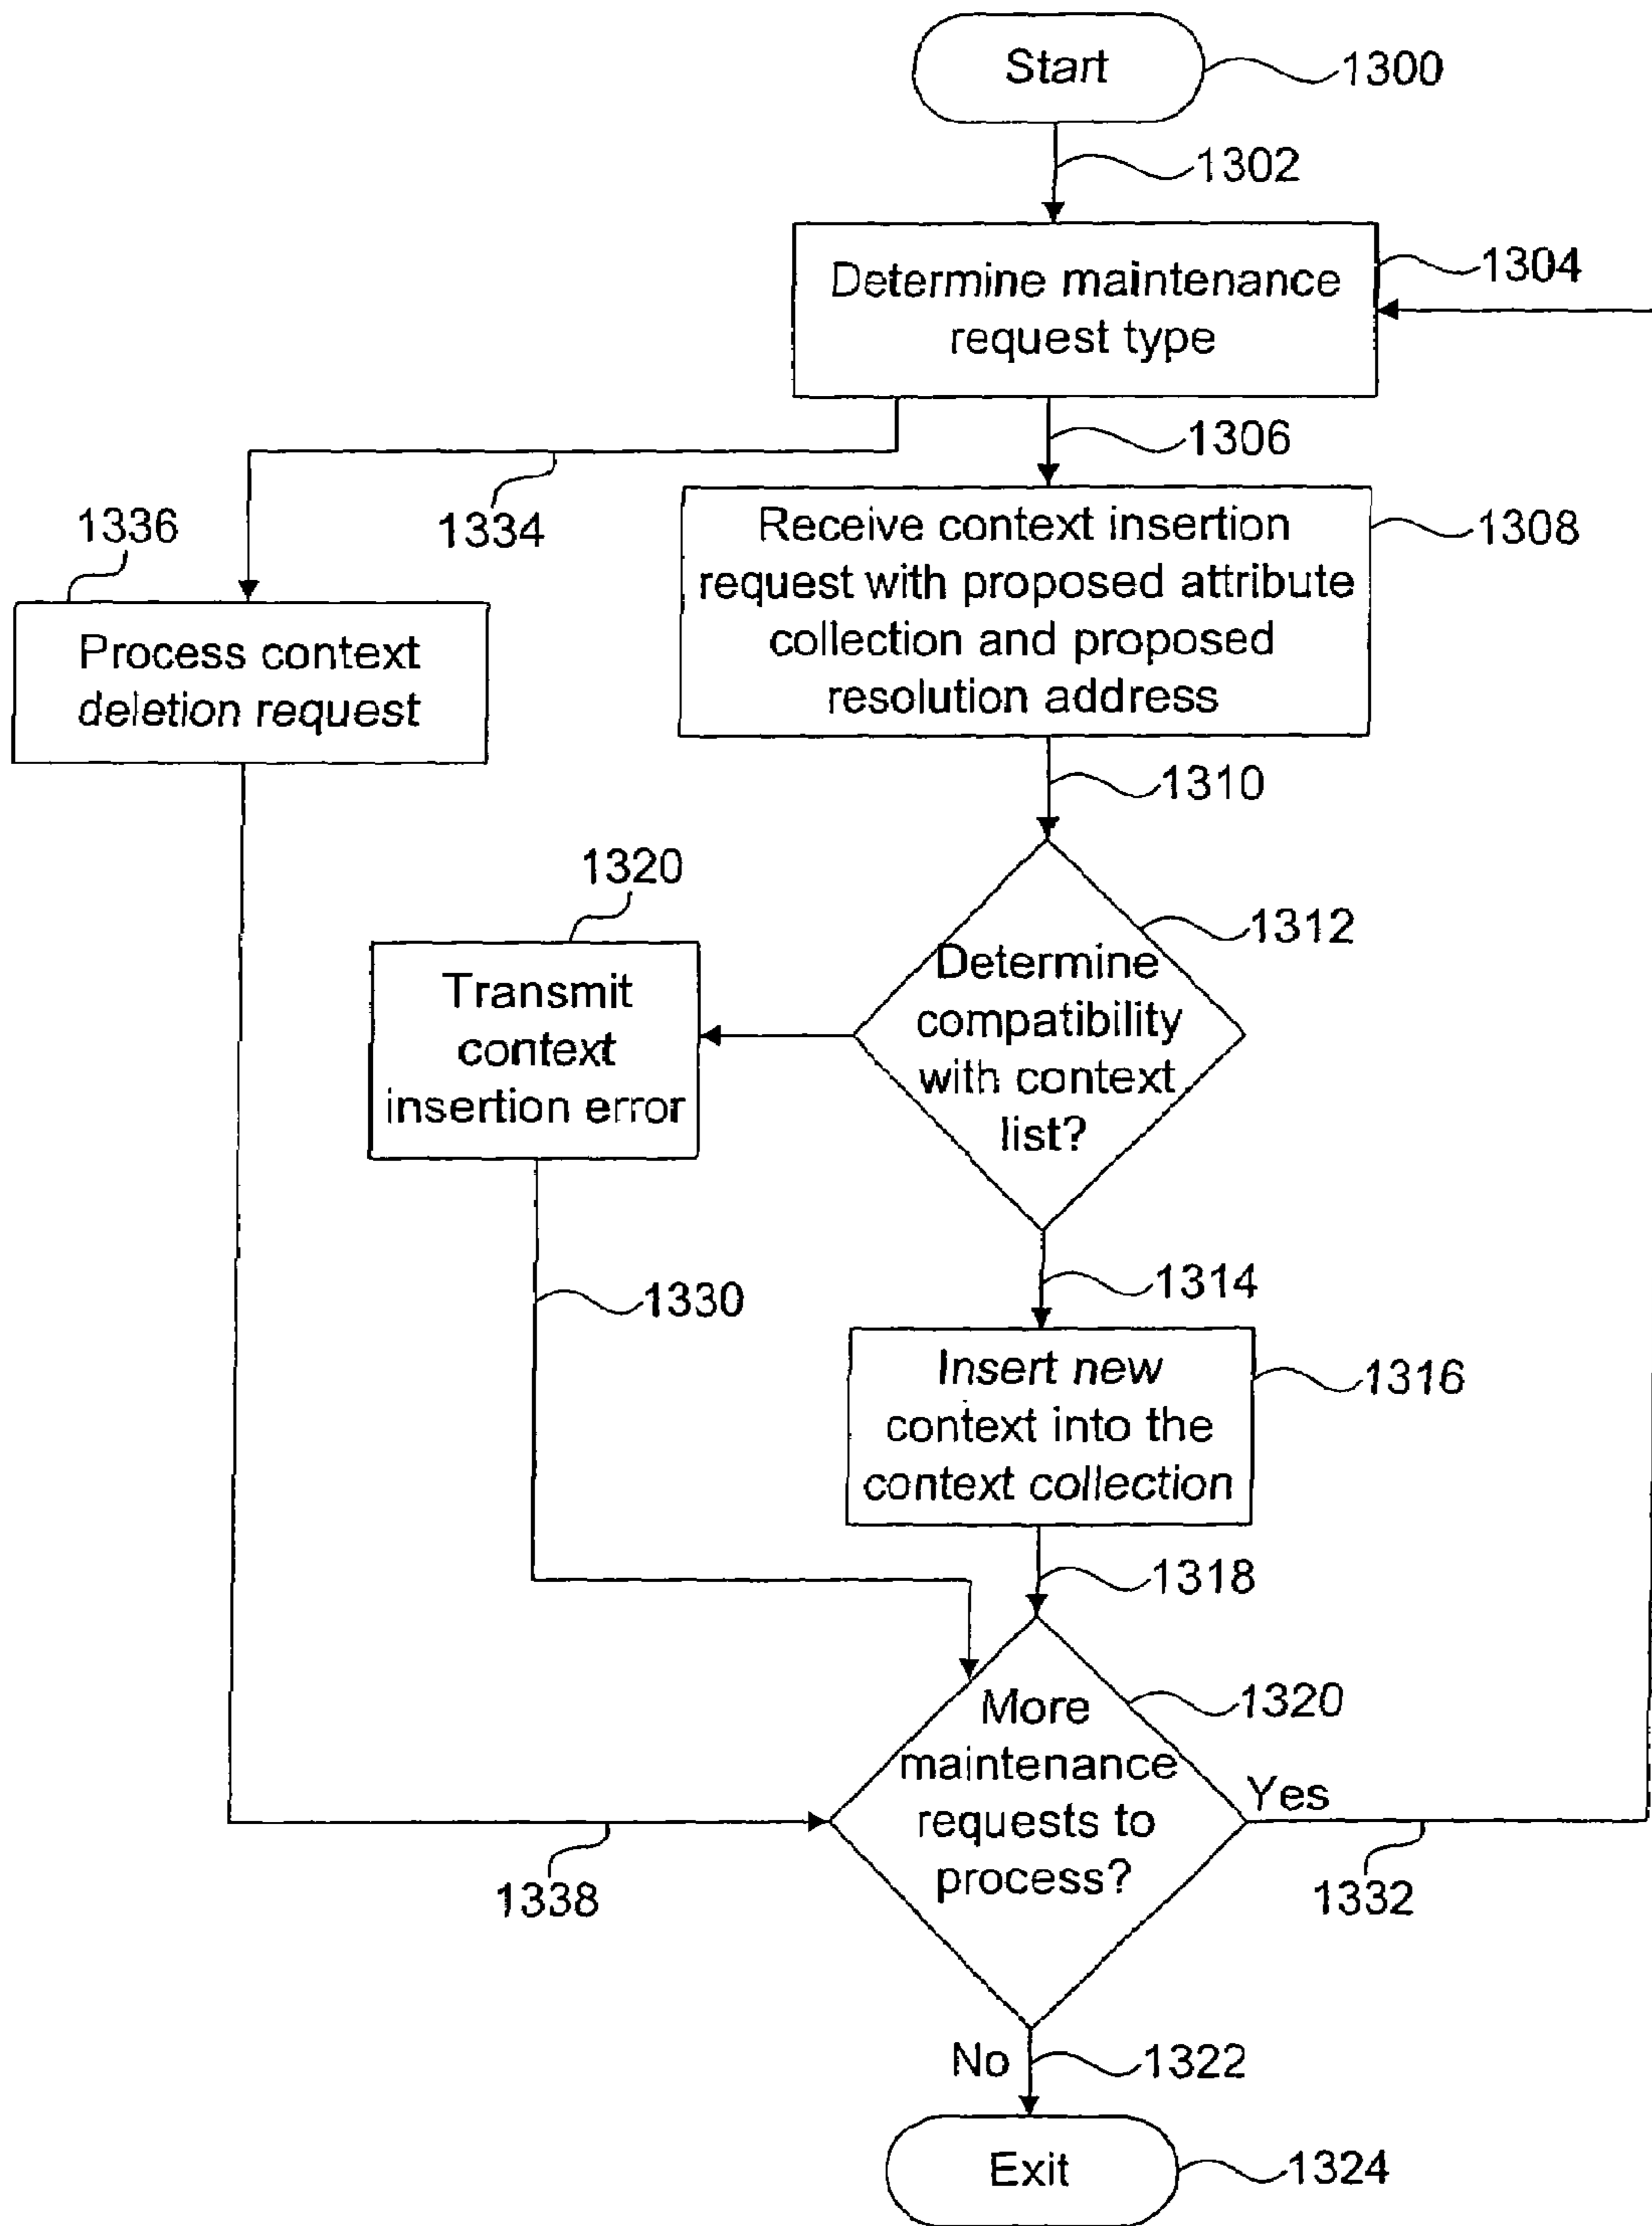 Start
1300
1302
Determine maintenance
request type
1304
1306
1334
1336
Process context
deletion request
Receive context insertion
request with proposed attribute
collection and proposed
resolution address
1308
1310
1320
Transmit
context
insertion error
Determine
compatibility
with context
list?
1312
1314
1330
Insert new
context into the
context collection
1316
1318
More
maintenance
requests to
process?
1320
Yes
1338
1332
No
1322
Exit
1324